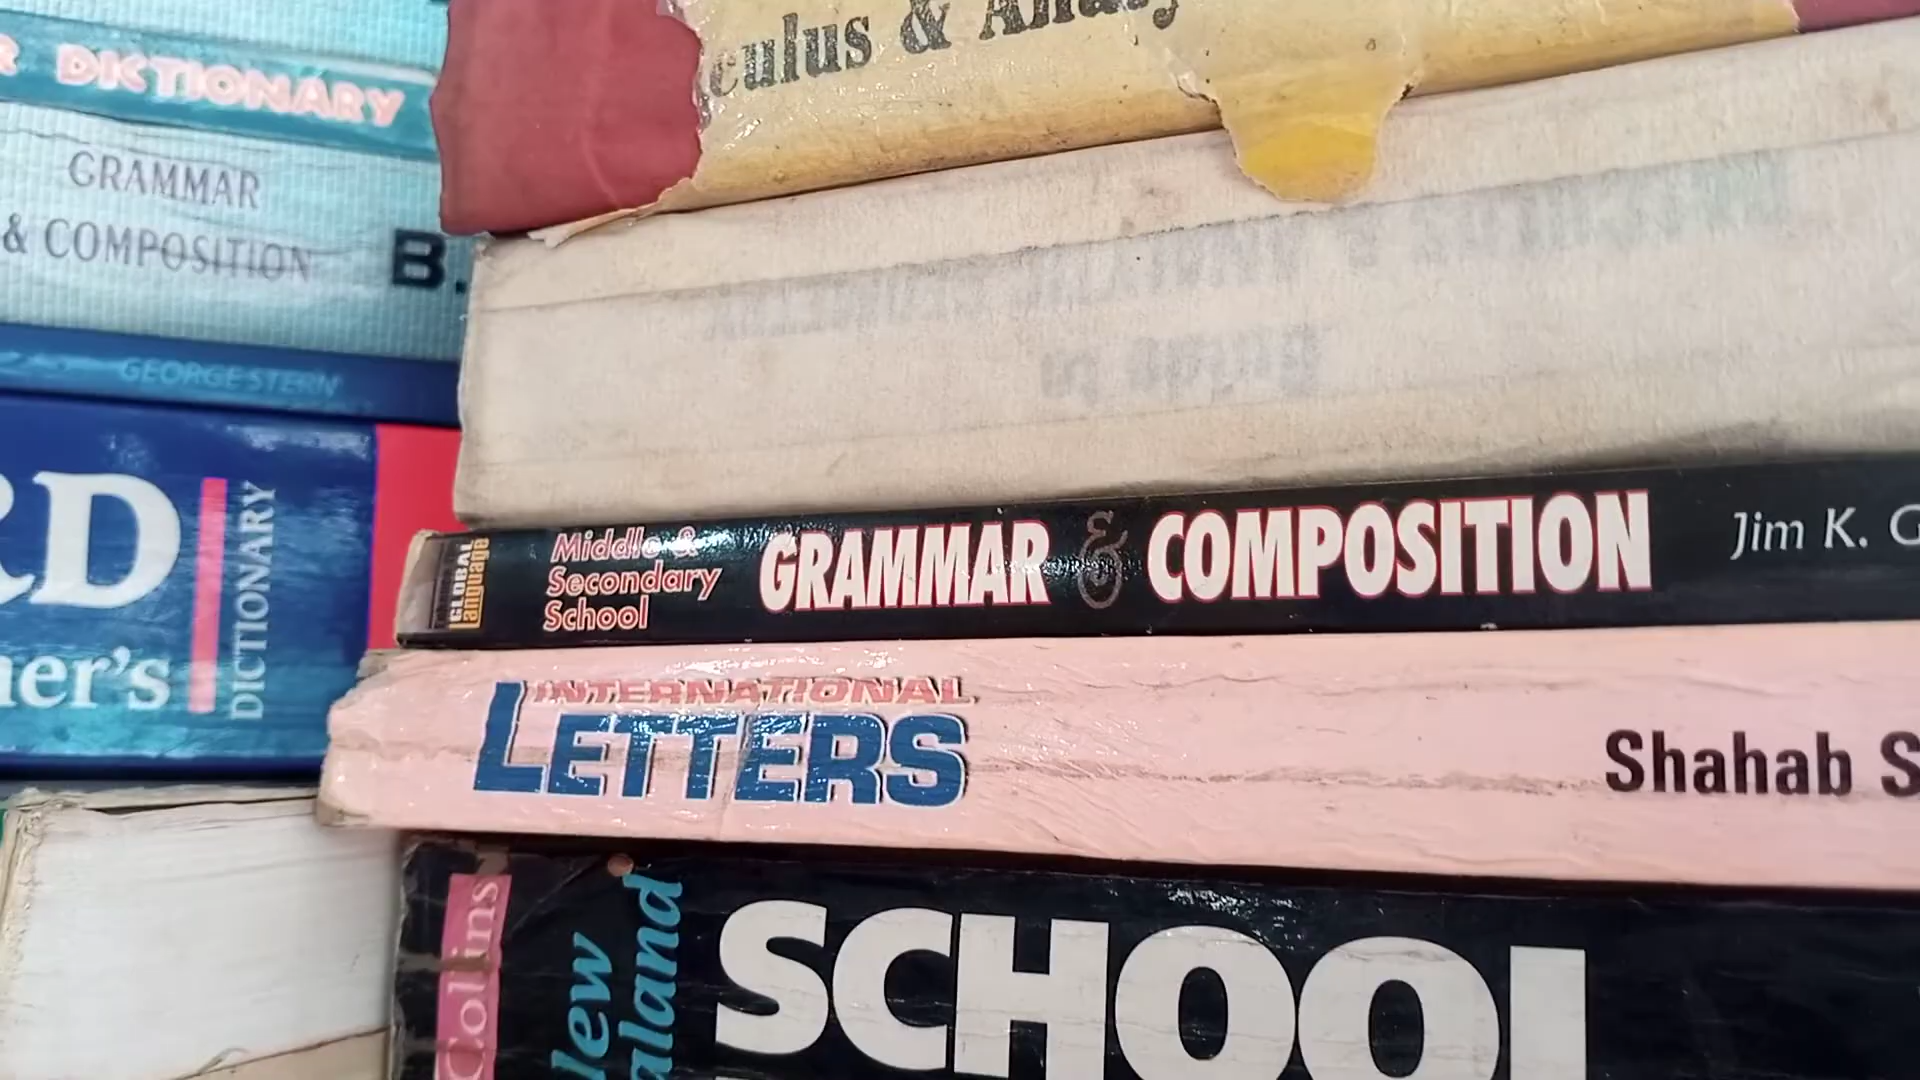 DICTIONARY
GRAMMAR
& COMPOSITION
B.
GEORGE STERN
RD
ner's
DICTIONARY
culus & Analy
GLOBAL
Language
Middle &
Secondary
School
GRAMMAR & COMPOSITION
Jim K. G
INTERNATIONAL
LETTERS
Shahab S
Collins
New
Zealand
SCHOOL